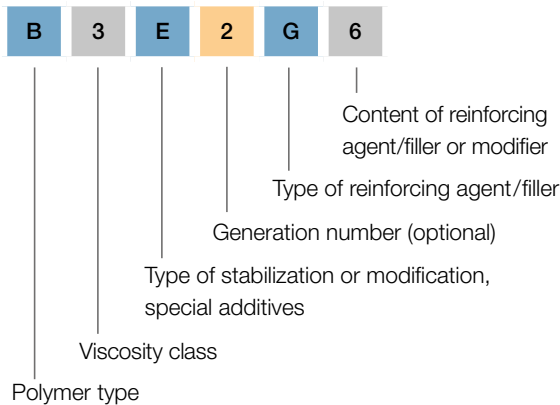 B 3 E 2 G 6
Content of reinforcing
agent/filler or modifier
Type of reinforcing agent/filler
Generation number (optional)
Type of stabilization or modification,
special additives
Viscosity class
Polymer type